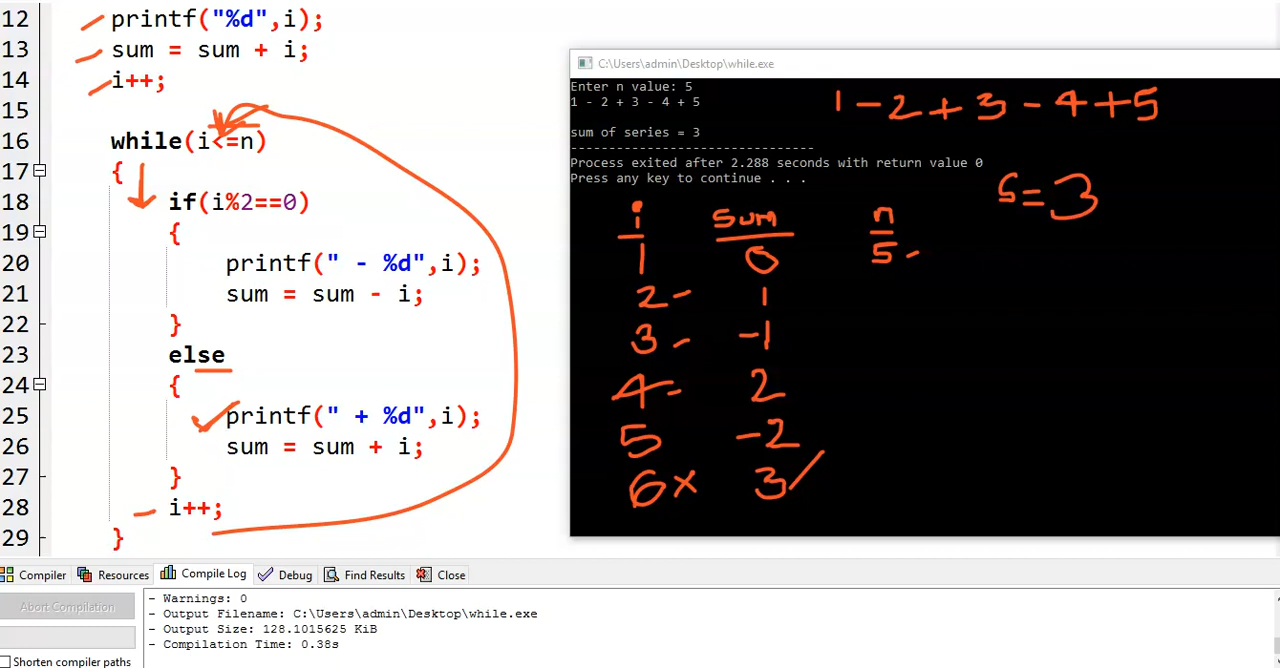 12 printf("%d",i);
13 sum = sum + i;
14 i++;
15
16 while(i<=n)
17 {
18 if(i%2==0)
19 {
20 printf(" - %d",i);
21 sum = sum - i;
22 }
23 else
24 {
25 printf(" + %d",i);
26 sum = sum + i;
27 }
28 i++;
29 }
C:\Users\admin\Desktop\while.exe
Enter n value: 5
1 - 2 + 3 - 4 + 5
sum of series = 3
--------------------------------
Process exited after 2.288 seconds with return value 0
Press any key to continue . . .
1 - 2 + 3 - 4 + 5
S = 3
i sum n
1 0 5 -
2 - 1
3 - -1
4 - 2
5 -2
6 x 3 /
Compiler Resources Compile Log Debug Find Results Close
Abort Compilation
Shorten compiler paths
- Warnings: 0
- Output Filename: C:\Users\admin\Desktop\while.exe
- Output Size: 128.1015625 KiB
- Compilation Time: 0.38s